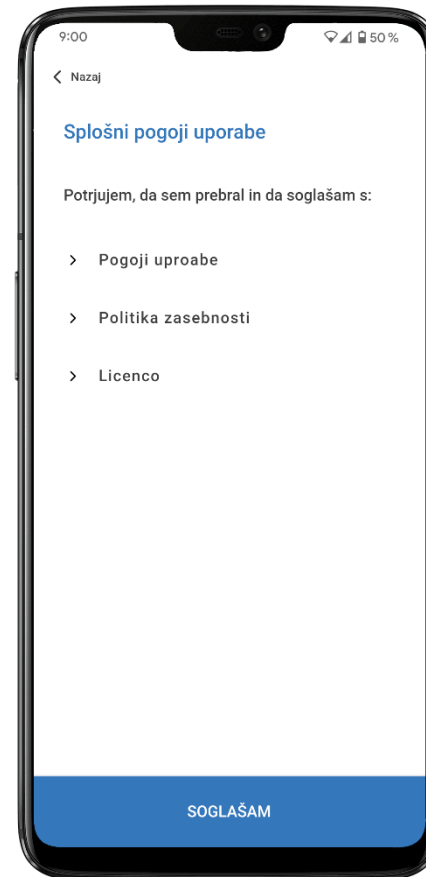 9:00
50 %
Nazaj
Splošni pogoji uporabe
Potrjujem, da sem prebral in da soglašam s:
Pogoji uproabe
Politika zasebnosti
Licenco
SOGLAŠAM